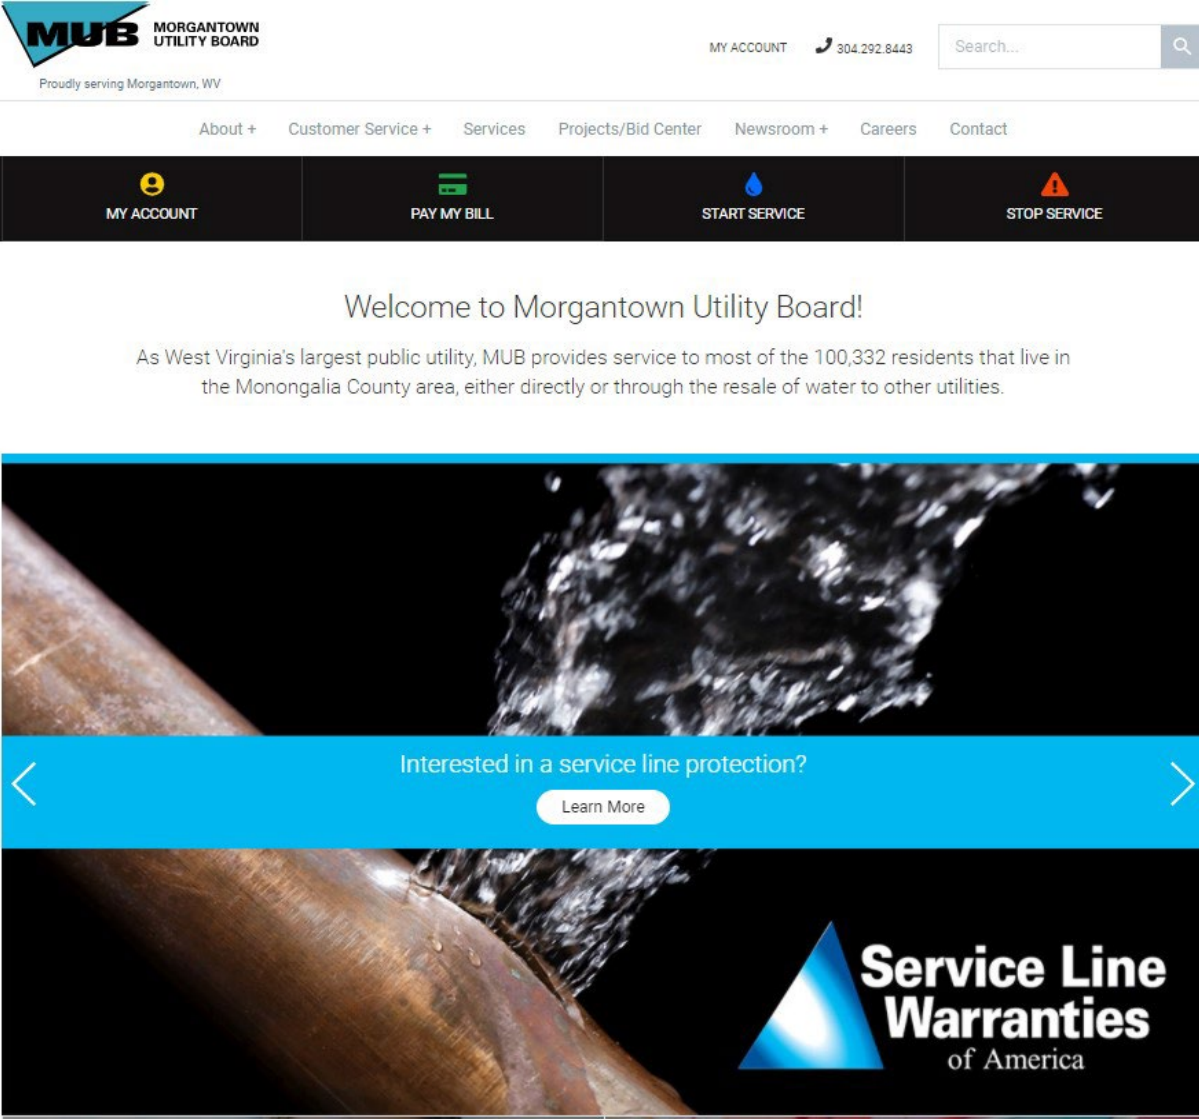 MUB MORGANTOWN
UTILITY BOARD
Proudly serving Morgantown, WV
MY ACCOUNT 304.292.8443 Search...
About + Customer Service + Services Projects/Bid Center Newsroom + Careers Contact
MY ACCOUNT PAY MY BILL START SERVICE STOP SERVICE
Welcome to Morgantown Utility Board!
As West Virginia's largest public utility, MUB provides service to most of the 100,332 residents that live in
the Monongalia County area, either directly or through the resale of water to other utilities.
Interested in a service line protection?
Learn More
Service Line
Warranties
of America